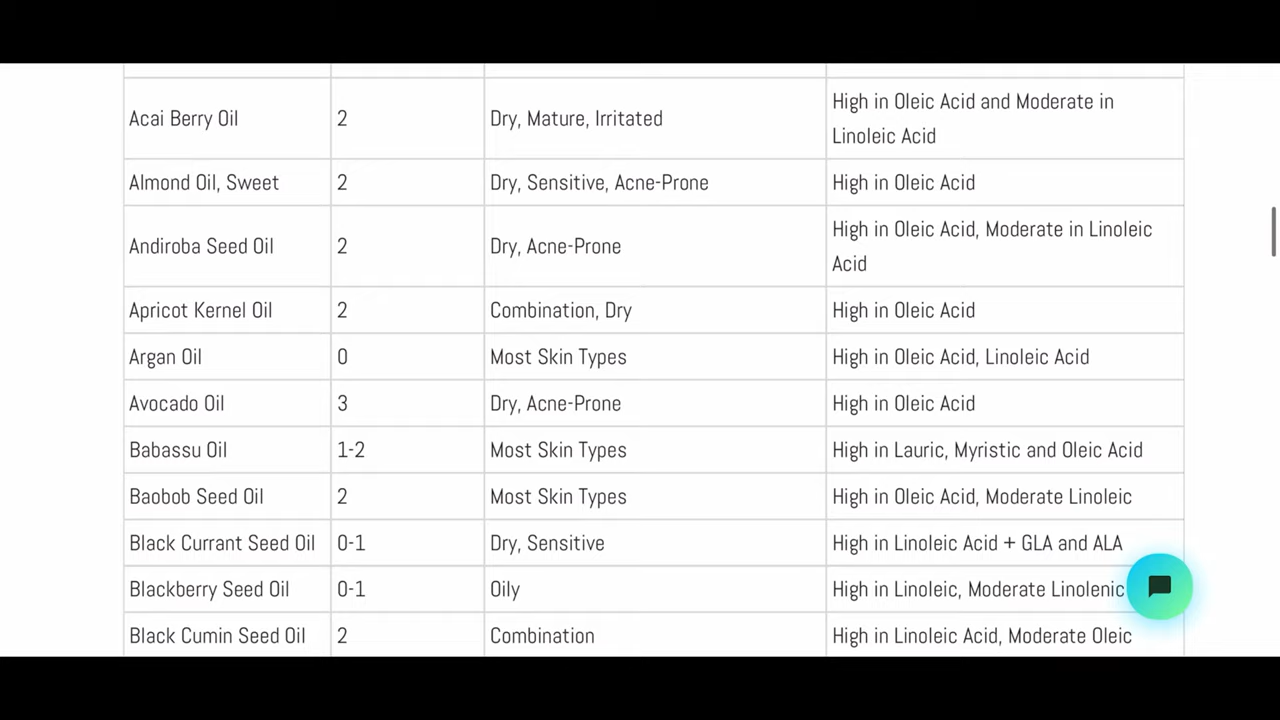 Acai Berry Oil 2 Dry, Mature, Irritated High in Oleic Acid and Moderate in
Linoleic Acid
Almond Oil, Sweet 2 Dry, Sensitive, Acne-Prone High in Oleic Acid
Andiroba Seed Oil 2 Dry, Acne-Prone High in Oleic Acid, Moderate in Linoleic
Acid
Apricot Kernel Oil 2 Combination, Dry High in Oleic Acid
Argan Oil 0 Most Skin Types High in Oleic Acid, Linoleic Acid
Avocado Oil 3 Dry, Acne-Prone High in Oleic Acid
Babassu Oil 1-2 Most Skin Types High in Lauric, Myristic and Oleic Acid
Baobob Seed Oil 2 Most Skin Types High in Oleic Acid, Moderate Linoleic
Black Currant Seed Oil 0-1 Dry, Sensitive High in Linoleic Acid + GLA and ALA
Blackberry Seed Oil 0-1 Oily High in Linoleic, Moderate Linolenic
Black Cumin Seed Oil 2 Combination High in Linoleic Acid, Moderate Oleic